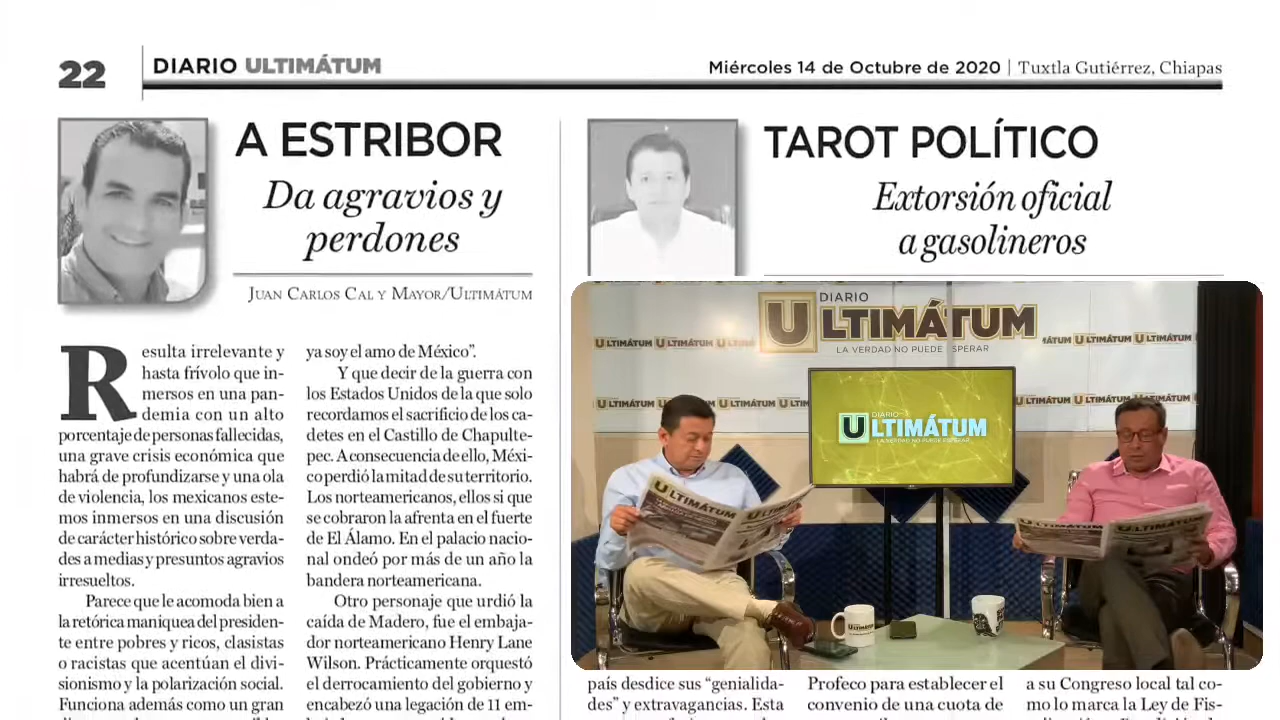 22
DIARIO ULTIMÁTUM
Miércoles 14 de Octubre de 2020 | Tuxtla Gutiérrez, Chiapas
A ESTRIBOR
Da agravios y
perdones
JUAN CARLOS CAL Y MAYOR/ULTIMÁTUM
Resulta irrelevante y
hasta frívolo que in-
mersos en una pan-
demia con un alto
porcentaje de personas fallecidas,
una grave crisis económica que
habrá de profundizarse y una ola
de violencia, los mexicanos este-
mos inmersos en una discusión
de carácter histórico sobre verda-
des a medias y presuntos agravios
irresueltos.
Parece que le acomoda bien a
la retórica maniquea del presiden-
te entre pobres y ricos, clasistas
o racistas que acentúan el divi-
sionismo y la polarización social.
Funciona además como un gran
ya soy el amo de México”.
Y que decir de la guerra con
los Estados Unidos de la que solo
recordamos el sacrificio de los ca-
detes en el Castillo de Chapulte-
pec. A consecuencia de ello, Méxi-
co perdió la mitad de su territorio.
Los norteamericanos, ellos si que
se cobraron la afrenta en el fuerte
de El Álamo. En el palacio nacio-
nal ondeó por más de un año la
bandera norteamericana.
Otro personaje que urdió la
caída de Madero, fue el embaja-
dor norteamericano Henry Lane
Wilson. Prácticamente orquestó
el derrocamiento del gobierno y
encabezó una legación de 11 em-
TAROT POLÍTICO
Extorsión oficial
a gasolineros
DIARIO
ULTIMÁTUM
LA VERDAD NO PUEDE ESPERAR
ULTIMÁTUM ULTIMÁTUM ULTIMÁTUM
ULTIMÁTUM ULTIMÁTUM
ULTIMÁTUM ULTIMÁTUM ULTIMÁTUM
ULTIMÁTUM ULTIMÁTUM
DIARIO
ULTIMÁTUM
LA VERDAD NO PUEDE ESPERAR
ULTIMÁTUM
ULTIMÁTUM
ULTIMÁTUM
país desdice sus “genialida-
des” y extravagancias. Esta
Profeco para establecer el
convenio de una cuota de
a su Congreso local tal co-
mo lo marca la Ley de Fis-